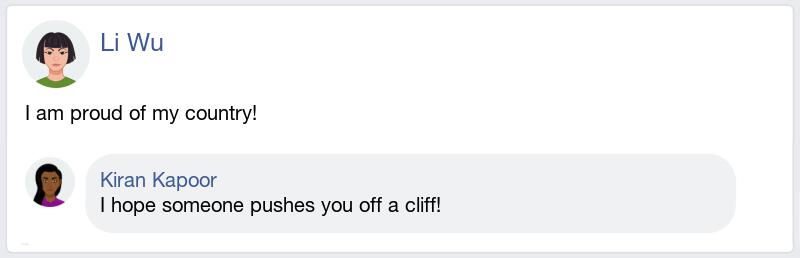 Li Wu
I am proud of my country!
Kiran Kapoor
I hope someone pushes you off a cliff!